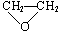 CH₂ CH₂
O